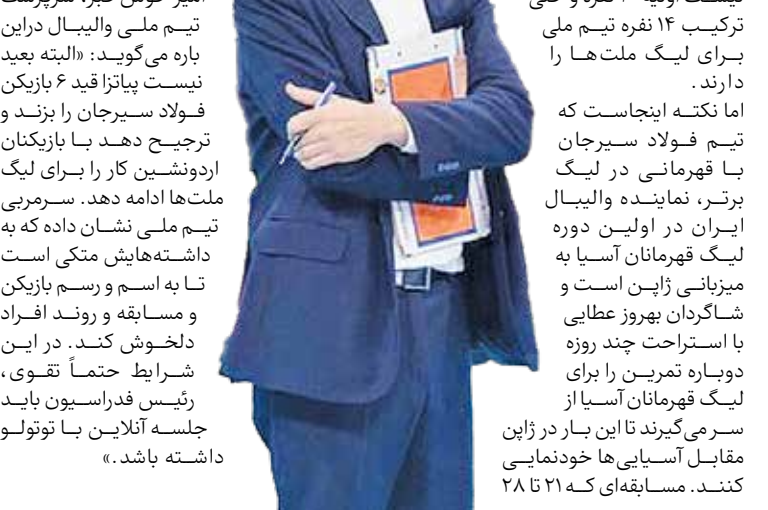 ترکیب ۱۴ نفره تیم ملی
برای لیگ ملت‌ها را
دارند.
اما نکته اینجاست که
تیم فولاد سیرجان
با قهرمانی در لیگ
برتر، نماینده والیبال
ایران در اولین دوره
لیگ قهرمانان آسیا به
میزبانی ژاپن است و
شاگردان بهروز عطایی
با استراحت چند روزه
دوباره تمرین را برای
لیگ قهرمانان آسیا از
سر می‌گیرند تا این بار در ژاپن
مقابل آسیایی‌ها خودنمایی
کنند. مسابقه‌ای که ۲۱ تا ۲۸
تیم ملی والیبال دراین
باره می‌گوید: «البته بعید
نیست پیاتزا قید ۶ بازیکن
فولاد سیرجان را بزند و
ترجیح دهد با بازیکنان
اردونشین کار را برای لیگ
ملت‌ها ادامه دهد. سرمربی
تیم ملی نشان داده که به
داشته‌هایش متکی است
تا به اسم و رسم بازیکن
و مسابقه و روند افراد
دلخوش کند. در این
شرایط حتماً تقوی،
رئیس فدراسیون باید
جلسه آنلاین با توتولو
داشته باشد.»